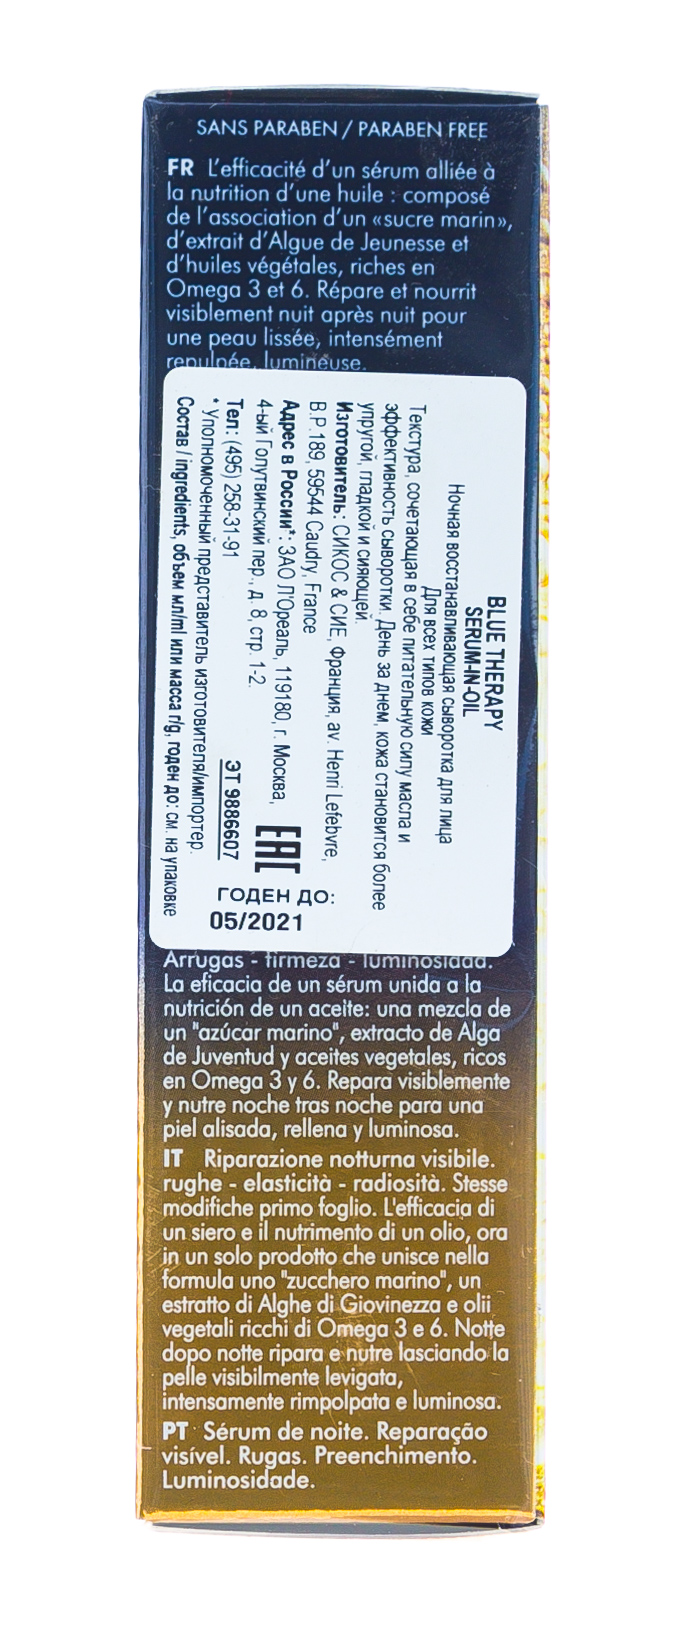 SANS PARABEN / PARABEN FREE
FR L'efficacité d'un sérum alliée à
la nutrition d'une huile : composé
de l'association d'un «sucre marin»,
d'extrait d'Algue de Jeunesse et
d'huiles végétales, riches en
Omega 3 et 6. Répare et nourrit
visiblement nuit après nuit pour
une peau lissée, intensément
repulpée, lumineuse.
BLUE THERAPY
SERUM-IN-OIL
Ночная восстанавливающая сыворотка для лица
Для всех типов кожи
Текстура, сочетающая в себе питательную силу масла и
эффективность сыворотки. День за днем, кожа становится более
упругой, гладкой и сияющей.
Изготовитель: СИКОС & СИЕ, Франция, av. Henri Lefebvre,
B.P.189, 59544 Caudry, France
Адрес в России*: ЗАО Л'Ореаль, 119180, г. Москва,
4-ый Голутвинский пер., д. 8, стр. 1-2.
Тел: (495) 258-31-91
ЭТ 9886607
* Уполномоченный представитель изготовителя/импортер.
Состав / ingredients, объем мл/ml или масса г/g, годен до: см. на упаковке
EAC
ГОДЕН ДО:
05/2021
Arrugas - firmeza - luminosidad.
La eficacia de un sérum unida a la
nutrición de un aceite: una mezcla de
un "azúcar marino", extracto de Alga
de Juventud y aceites vegetales, ricos
en Omega 3 y 6. Repara visiblemente
y nutre noche tras noche para una
piel alisada, rellena y luminosa.
IT Riparazione notturna visibile.
rughe - elasticità - radiosità. Stesse
modifiche primo foglio. L'efficacia di
un siero e il nutrimento di un olio, ora
in un solo prodotto che unisce nella
formula uno "zucchero marino", un
estratto di Alghe di Giovinezza e olii
vegetali ricchi di Omega 3 e 6. Notte
dopo notte ripara e nutre lasciando la
pelle visibilmente levigata,
intensamente rimpolpata e luminosa.
PT Sérum de noite. Reparação
visível. Rugas. Preenchimento.
Luminosidade.